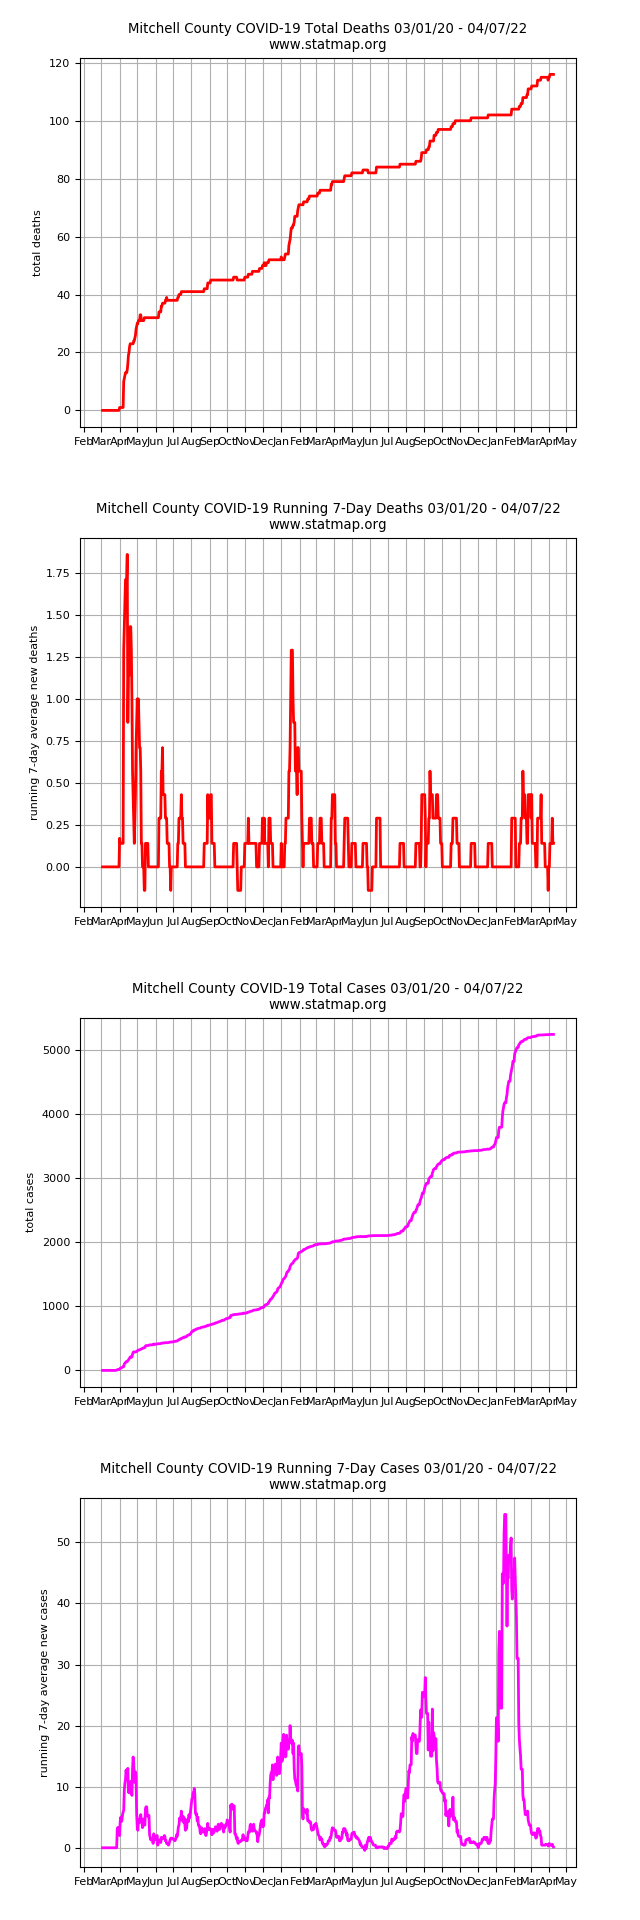 Mitchell County COVID-19 Total Deaths 03/01/20 - 04/07/22
www.statmap.org
120
100
80
60
40
20
0
total deaths
Feb Mar Apr May Jun Jul Aug Sep Oct Nov Dec Jan Feb Mar Apr May Jun Jul Aug Sep Oct Nov Dec Jan Feb Mar Apr May
Mitchell County COVID-19 Running 7-Day Deaths 03/01/20 - 04/07/22
www.statmap.org
1.75
1.50
1.25
1.00
0.75
0.50
0.25
0.00
running 7-day average new deaths
Feb Mar Apr May Jun Jul Aug Sep Oct Nov Dec Jan Feb Mar Apr May Jun Jul Aug Sep Oct Nov Dec Jan Feb Mar Apr May
Mitchell County COVID-19 Total Cases 03/01/20 - 04/07/22
www.statmap.org
5000
4000
3000
2000
1000
0
total cases
Feb Mar Apr May Jun Jul Aug Sep Oct Nov Dec Jan Feb Mar Apr May Jun Jul Aug Sep Oct Nov Dec Jan Feb Mar Apr May
Mitchell County COVID-19 Running 7-Day Cases 03/01/20 - 04/07/22
www.statmap.org
50
40
30
20
10
0
running 7-day average new cases
Feb Mar Apr May Jun Jul Aug Sep Oct Nov Dec Jan Feb Mar Apr May Jun Jul Aug Sep Oct Nov Dec Jan Feb Mar Apr May